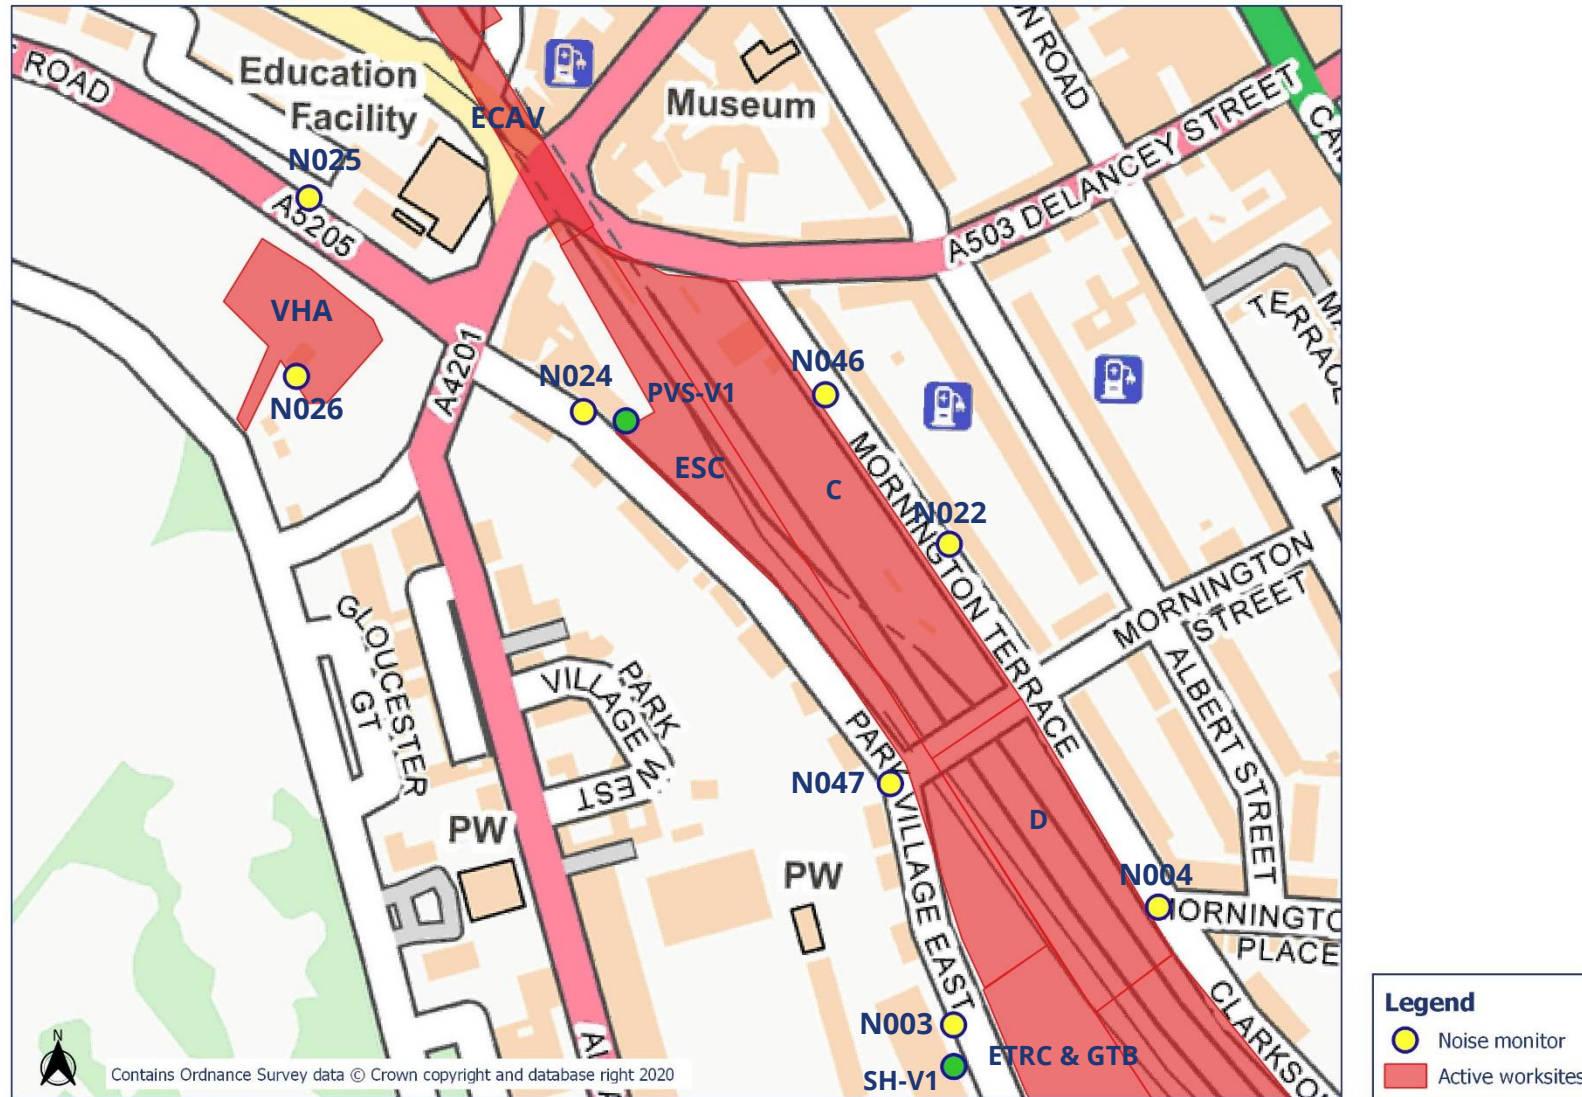 ROAD
Education
Facility
ECAV
Museum
ON ROAD
A503 DELANCEY STREET
N025
A5205
VHA
N026
A4201
N024
PVS-V1
N046
ESC
C
N022
MORNINGTON TERRACE
TERRACE
MORNINGTON
STREET
ALBERT STREET
GLOUCESTER
GT
PARK
VILLAGE WEST
PARK VILLAGE EAST
N047
D
PW
PW
N004
MORNINGTO
PLACE
N003
SH-V1
ETRC & GTB
CLARKSO
N
Contains Ordnance Survey data © Crown copyright and database right 2020
Legend
Noise monitor
Active worksites